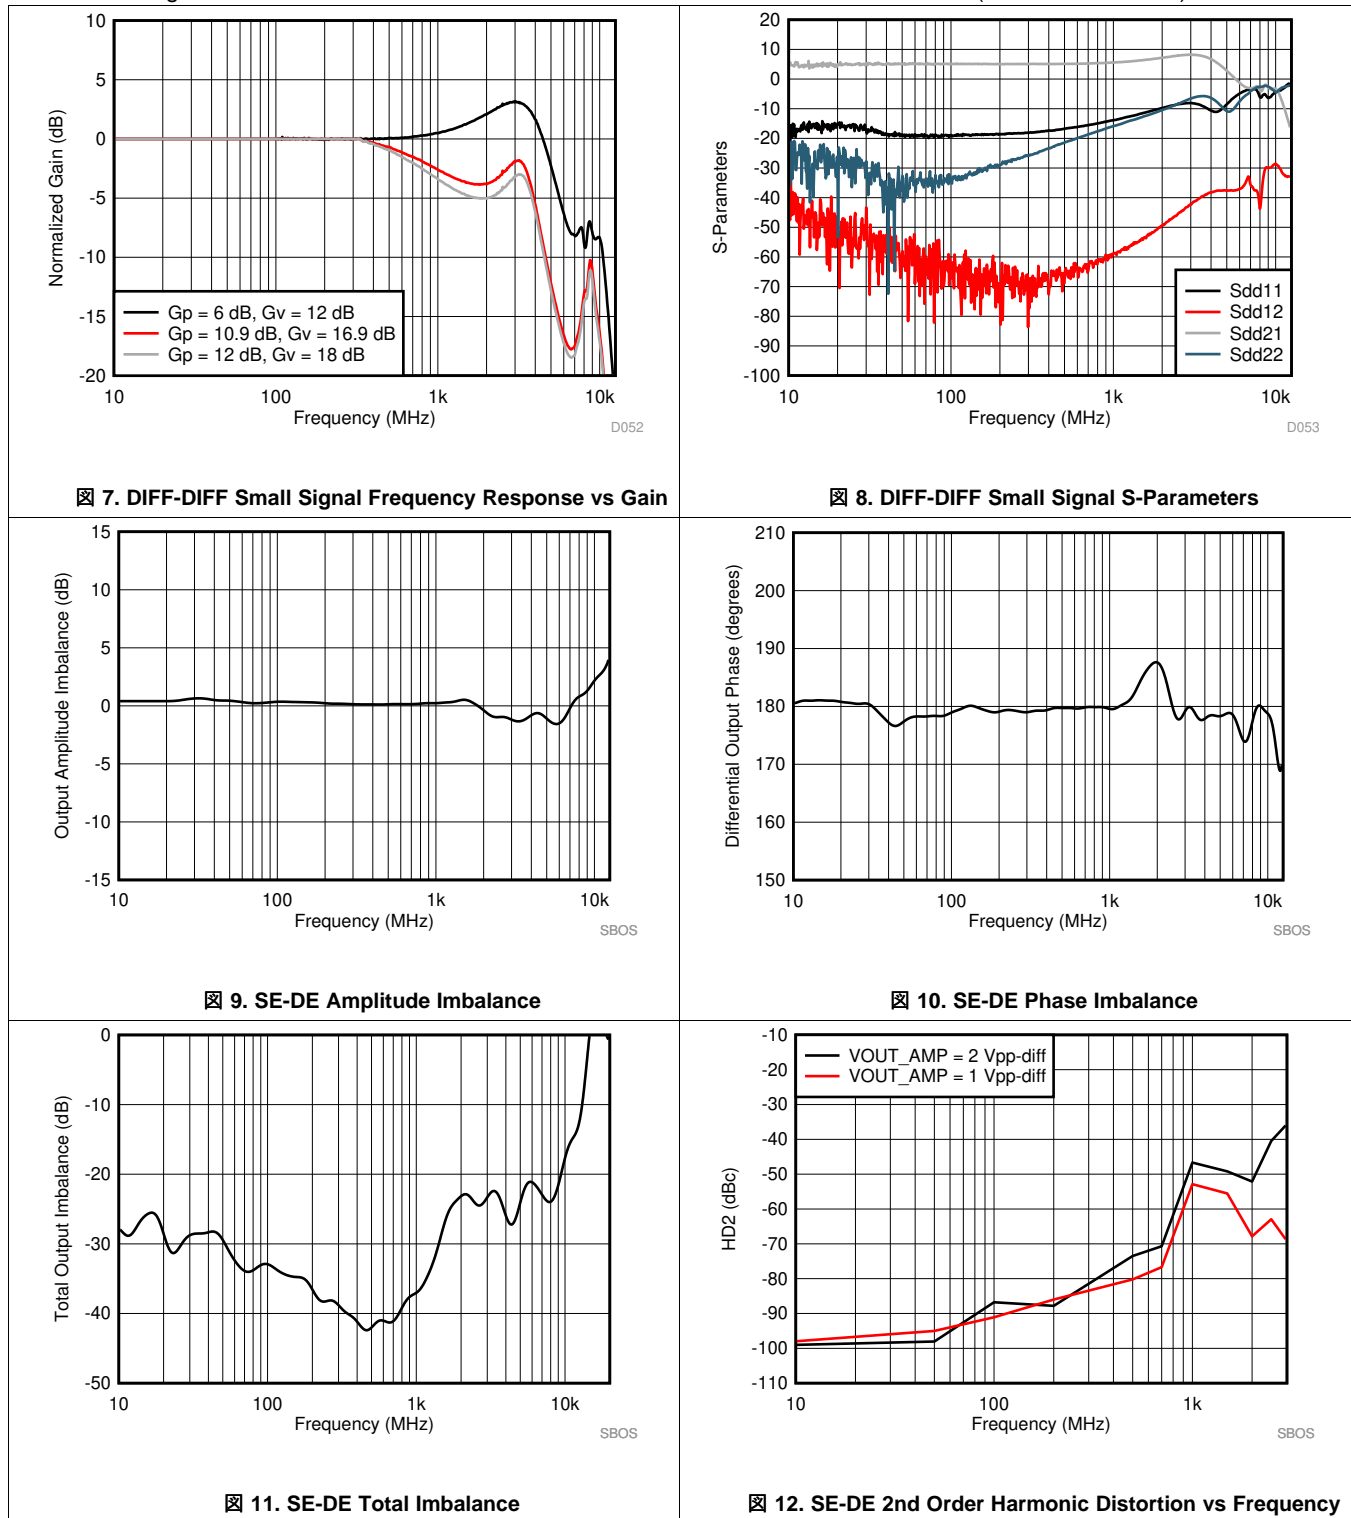 10
5
0
-5
-10
-15
-20
Normalized Gain (dB)
Gp = 6 dB, Gv = 12 dB
Gp = 10.9 dB, Gv = 16.9 dB
Gp = 12 dB, Gv = 18 dB
10 100 1k 10k
Frequency (MHz)
D052
図 7. DIFF-DIFF Small Signal Frequency Response vs Gain
20
10
0
-10
-20
-30
-40
-50
-60
-70
-80
-90
-100
S-Parameters
Sdd11
Sdd12
Sdd21
Sdd22
10 100 1k 10k
Frequency (MHz)
D053
図 8. DIFF-DIFF Small Signal S-Parameters
15
10
5
0
-5
-10
-15
Output Amplitude Imbalance (dB)
10 100 1k 10k
Frequency (MHz)
SBOS
図 9. SE-DE Amplitude Imbalance
210
200
190
180
170
160
150
Differential Output Phase (degrees)
10 100 1k 10k
Frequency (MHz)
SBOS
図 10. SE-DE Phase Imbalance
0
-10
-20
-30
-40
-50
Total Output Imbalance (dB)
10 100 1k 10k
Frequency (MHz)
SBOS
図 11. SE-DE Total Imbalance
-10
-20
-30
-40
-50
-60
-70
-80
-90
-100
-110
HD2 (dBc)
VOUT_AMP = 2 Vpp-diff
VOUT_AMP = 1 Vpp-diff
10 100 1k
Frequency (MHz)
SBOS
図 12. SE-DE 2nd Order Harmonic Distortion vs Frequency